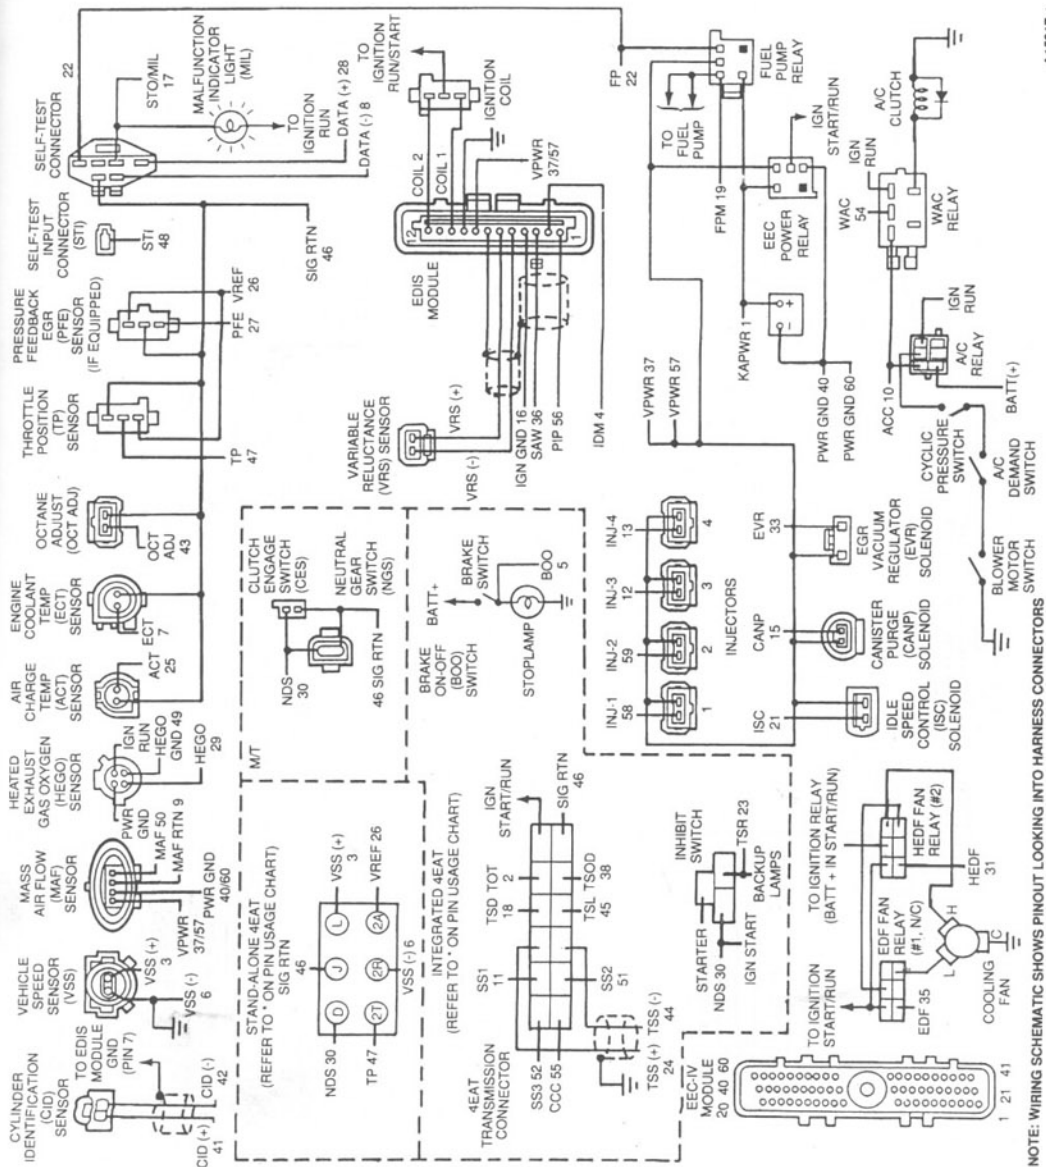 CYLINDER
IDENTIFICATION
(CID)
SENSOR
TO EDIS
MODULE
GND
(PIN 7)
CID (+)
41
CID (-)
42
VEHICLE
SPEED
SENSOR
(VSS)
VSS (+)
3
VSS (-)
6
MASS
AIR FLOW
(MAF)
SENSOR
MAF 50
MAF RTN 9
VPWR
37/57
PWR GND
40/60
HEATED
EXHAUST
GAS OXYGEN
(HEGO)
SENSOR
PWR
GND
IGN
RUN
HEGO
GND 49
HEGO
29
AIR
CHARGE
TEMP
(ACT)
SENSOR
ACT
25
ENGINE
COOLANT
TEMP
(ECT)
SENSOR
ECT
7
OCTANE
ADJUST
(OCT ADJ)
OCT
ADJ
43
THROTTLE
POSITION
(TP)
SENSOR
TP
47
PRESSURE
FEEDBACK
EGR
(PFE)
SENSOR
(IF EQUIPPED)
VREF
26
PFE
27
SELF-TEST
INPUT
CONNECTOR
(STI)
STI
48
SIG RTN
46
SELF-TEST
CONNECTOR
22
STO/MIL
17
MALFUNCTION
INDICATOR
LIGHT
(MIL)
TO
IGNITION
RUN
DATA (+) 28
DATA (-) 8
STAND-ALONE 4EAT
(REFER TO * ON PIN USAGE CHART)
SIG RTN
46
NDS 30
D
J
L
VSS (+)
3
TP 47
2T
2R
2A
VREF 26
VSS (-) 6
M/T
CLUTCH
ENGAGE
SWITCH
(CES)
NEUTRAL
GEAR
SWITCH
(NGS)
NDS
30
46 SIG RTN
BRAKE
ON-OFF
(BOO)
SWITCH
BATT+
BRAKE
SWITCH
BOO
5
STOPLAMP
VARIABLE
RELUCTANCE
(VRS) SENSOR
VRS (+)
VRS (-)
IGN GND 16
SAW 36
PIP 56
IDM 4
EDIS
MODULE
12
1
COIL 2
COIL 1
VPWR
37/57
TO
IGNITION
RUN/START
IGNITION
COIL
INTEGRATED 4EAT
(REFER TO * ON PIN USAGE CHART)
4EAT
TRANSMISSION
CONNECTOR
SS1
11
TSD
18
TOT
2
IGN
START/RUN
SS3 52
CCC 55
SS2
51
TSL
45
TSOD
38
SIG RTN
46
TSS (+)
24
TSS (-)
44
INHIBIT
SWITCH
STARTER
NDS 30
IGN START
TSR 23
BACKUP
LAMPS
INJ-1
58
INJ-2
59
INJ-3
12
INJ-4
13
1
2
3
4
INJECTORS
ISC
21
CANP
15
EVR
33
IDLE
SPEED
CONTROL
(ISC)
SOLENOID
CANISTER
PURGE
(CANP)
SOLENOID
EGR
VACUUM
REGULATOR
(EVR)
SOLENOID
VPWR 37
VPWR 57
KAPWR 1
PWR GND 40
PWR GND 60
FP
22
TO
FUEL
PUMP
FUEL
PUMP
RELAY
FPM 19
EEC
POWER
RELAY
IGN
START/RUN
EEC-IV
MODULE
20 40 60
1 21 41
TO IGNITION
START/RUN
EDF FAN
RELAY
(#1, N/C)
EDF 35
TO IGNITION RELAY
(BATT + IN START/RUN)
HEDF FAN
RELAY (#2)
HEDF
31
L
H
C
COOLING
FAN
BLOWER
MOTOR
SWITCH
A/C
DEMAND
SWITCH
CYCLIC
PRESSURE
SWITCH
ACC 10
BATT(+)
A/C
RELAY
IGN
RUN
WAC
54
IGN
RUN
WAC
RELAY
A/C
CLUTCH
NOTE: WIRING SCHEMATIC SHOWS PINOUT LOOKING INTO HARNESS CONNECTORS